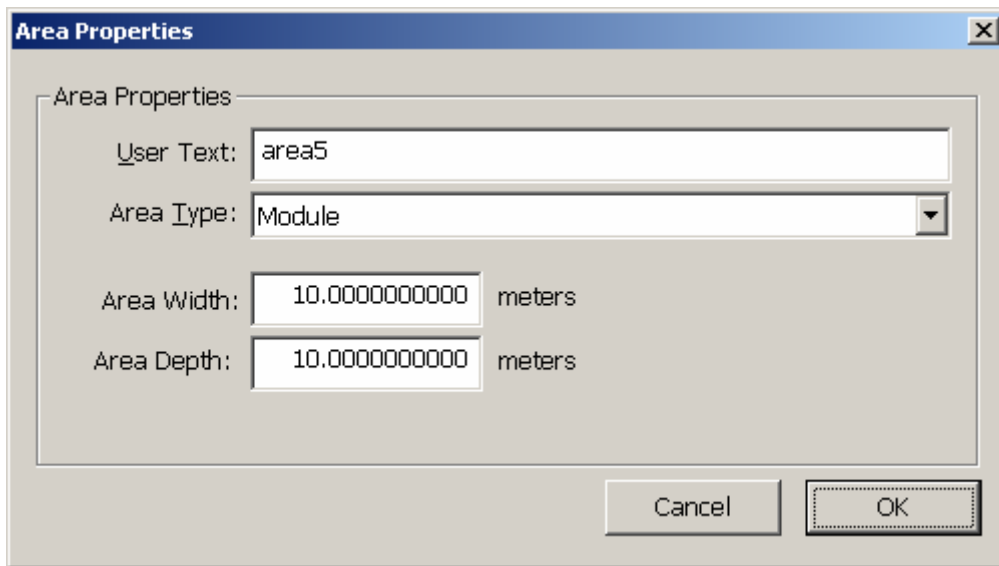 Area Properties
Area Properties
User Text: area5
Area Type: Module
Area Width: 10.0000000000 meters
Area Depth: 10.0000000000 meters
Cancel OK